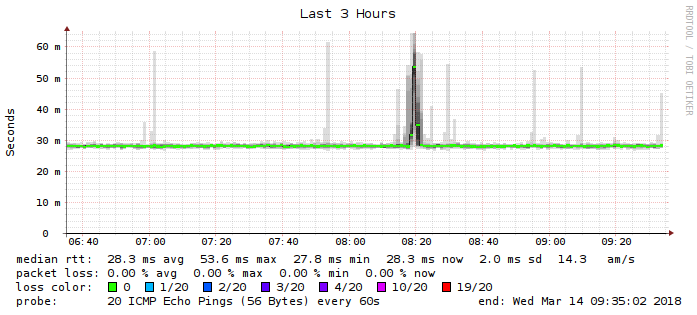 Last 3 Hours
RRDTOOL / TOBI OETIKER
Seconds
60 m
50 m
40 m
30 m
20 m
10 m
0
06:40 07:00 07:20 07:40 08:00 08:20 08:40 09:00 09:20
median rtt: 28.3 ms avg 53.6 ms max 27.8 ms min 28.3 ms now 2.0 ms sd 14.3 am/s
packet loss: 0.00 % avg 0.00 % max 0.00 % min 0.00 % now
loss color: 0 1/20 2/20 3/20 4/20 10/20 19/20
probe: 20 ICMP Echo Pings (56 Bytes) every 60s end: Wed Mar 14 09:35:02 2018